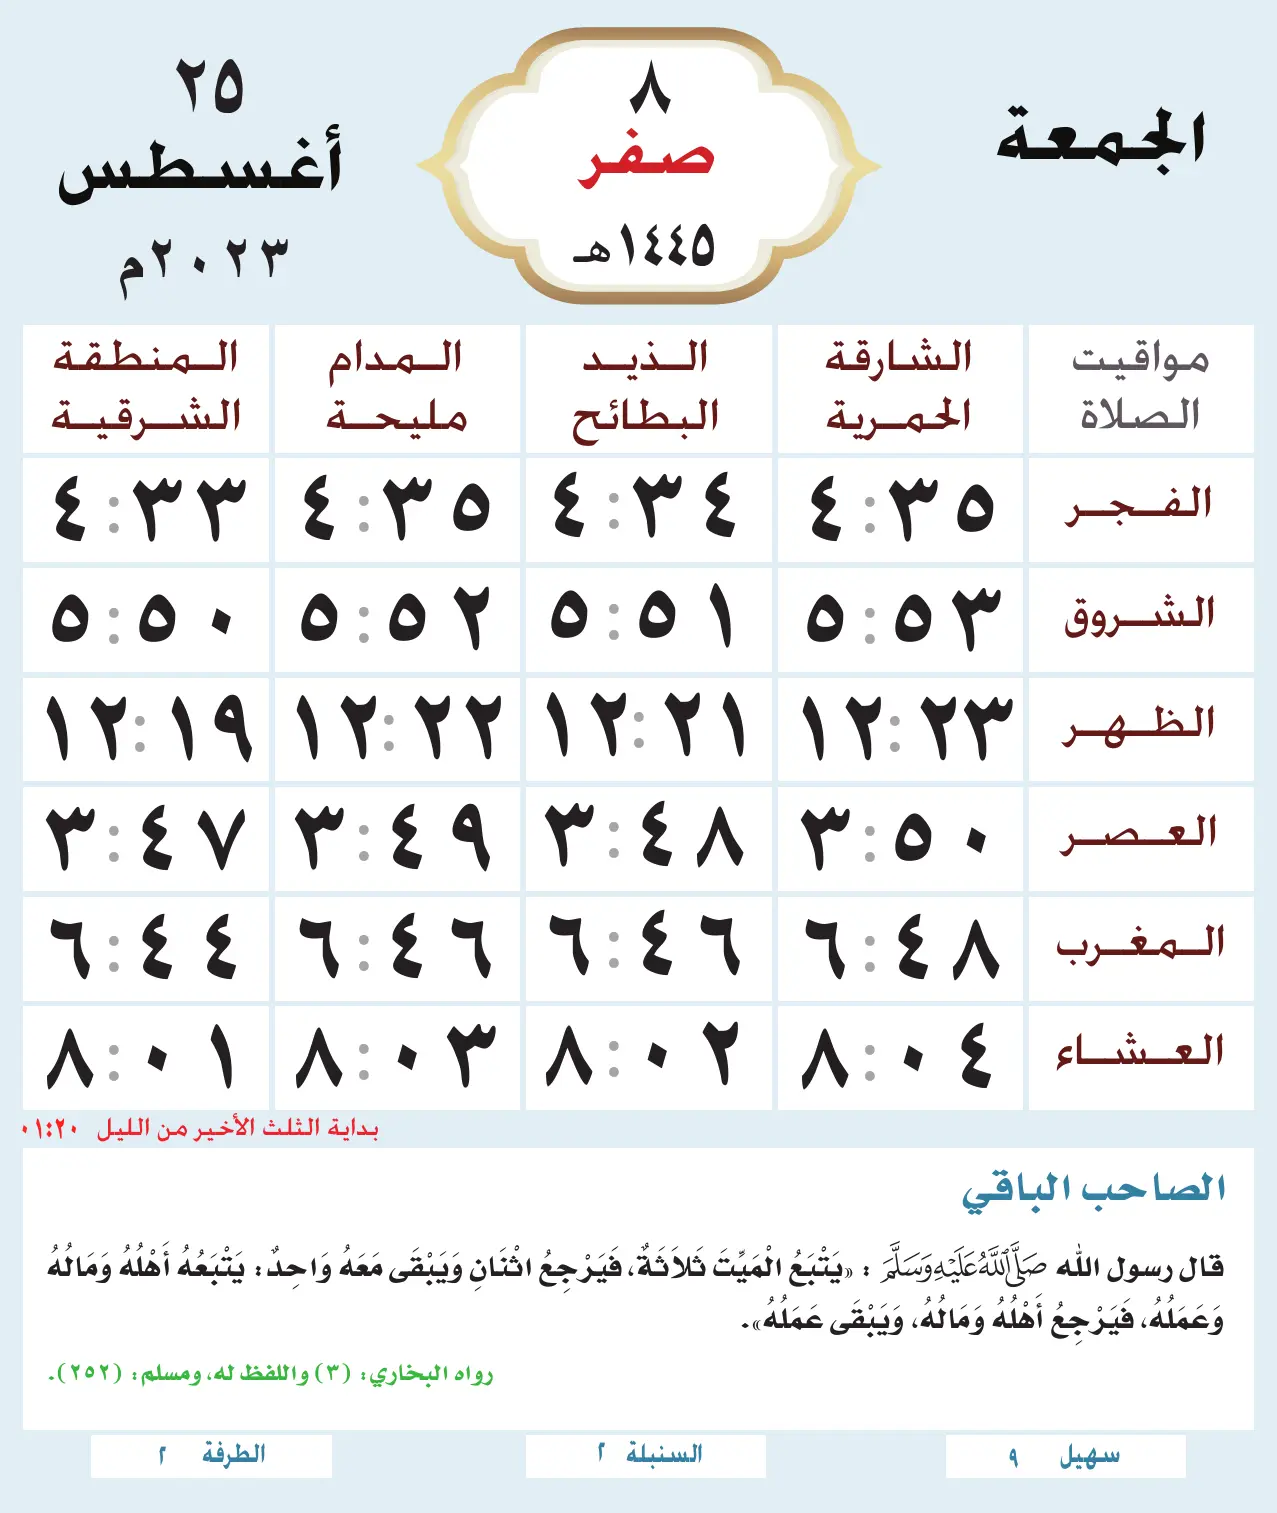 الجمعة
٨
صفر
١٤٤٥هـ
٢٥
أغسطس
٢٠٢٣م
مواقيت الصلاة	الشارقة الحمرية	الذيد البطائح	المدام مليحة	المنطقة الشرقية
الفجر	٤:٣٥	٤:٣٤	٤:٣٥	٤:٣٣
الشروق	٥:٥٣	٥:٥١	٥:٥٢	٥:٥٠
الظهر	١٢:٢٣	١٢:٢١	١٢:٢٢	١٢:١٩
العصر	٣:٥٠	٣:٤٨	٣:٤٩	٣:٤٧
المغرب	٦:٤٨	٦:٤٦	٦:٤٦	٦:٤٤
العشاء	٨:٠٤	٨:٠٢	٨:٠٣	٨:٠١
بداية الثلث الأخير من الليل ٠١:٢٠
الصاحب الباقي
قال رسول الله صَلَّى اللَّهُ عَلَيْهِ وَسَلَّمَ : «يَتْبَعُ الْمَيِّتَ ثَلَاثَةٌ، فَيَرْجِعُ اثْنَانِ وَيَبْقَى مَعَهُ وَاحِدٌ: يَتْبَعُهُ أَهْلُهُ وَمَالُهُ
وَعَمَلُهُ، فَيَرْجِعُ أَهْلُهُ وَمَالُهُ، وَيَبْقَى عَمَلُهُ».
رواه البخاري: (٣) واللفظ له، ومسلم: (٢٥٢).
سهيل ٩
السنبلة ٢
الطرفة ٢